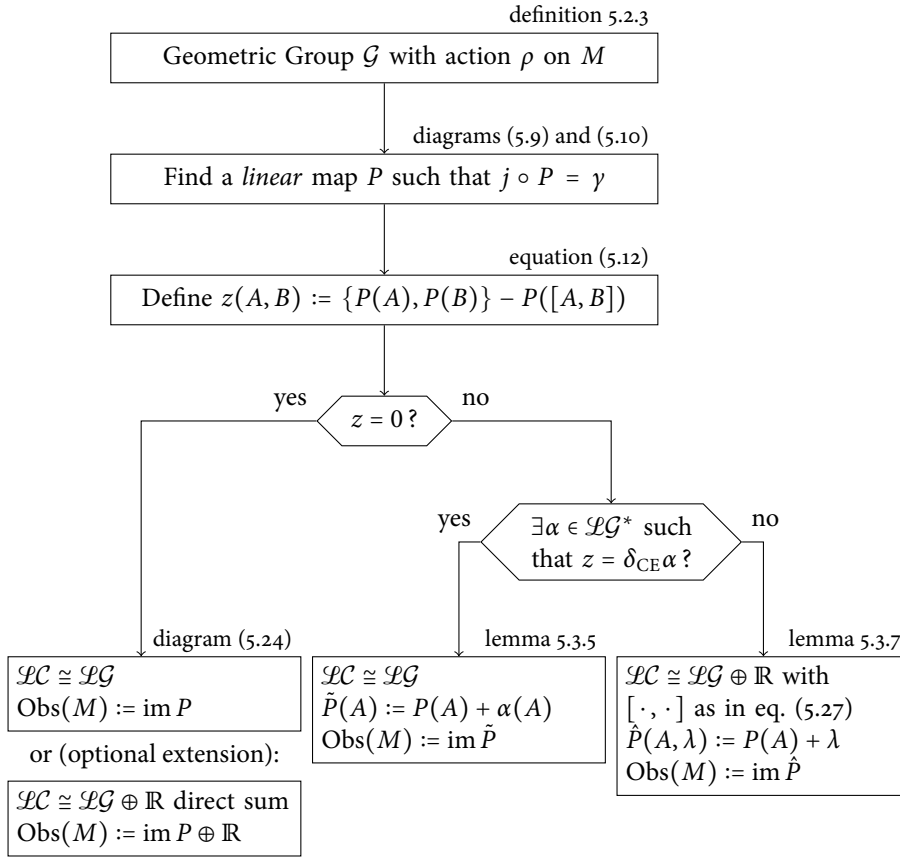 definition 5.2.3
Geometric Group 𝒢 with action ρ on M
diagrams (5.9) and (5.10)
Find a linear map P such that j ∘ P = γ
equation (5.12)
Define z(A, B) := {P(A), P(B)} − P([A, B])
yes
z = 0 ?
no
yes
∃α ∈ ℒ𝒢* such
that z = δ_CE α ?
no
diagram (5.24)
ℒ𝒞 ≅ ℒ𝒢
Obs(M) := im P
or (optional extension):
ℒ𝒞 ≅ ℒ𝒢 ⊕ ℝ direct sum
Obs(M) := im P ⊕ ℝ
lemma 5.3.5
ℒ𝒞 ≅ ℒ𝒢
P̃(A) := P(A) + α(A)
Obs(M) := im P̃
lemma 5.3.7
ℒ𝒞 ≅ ℒ𝒢 ⊕ ℝ with
[ · , · ] as in eq. (5.27)
P̂(A, λ) := P(A) + λ
Obs(M) := im P̂